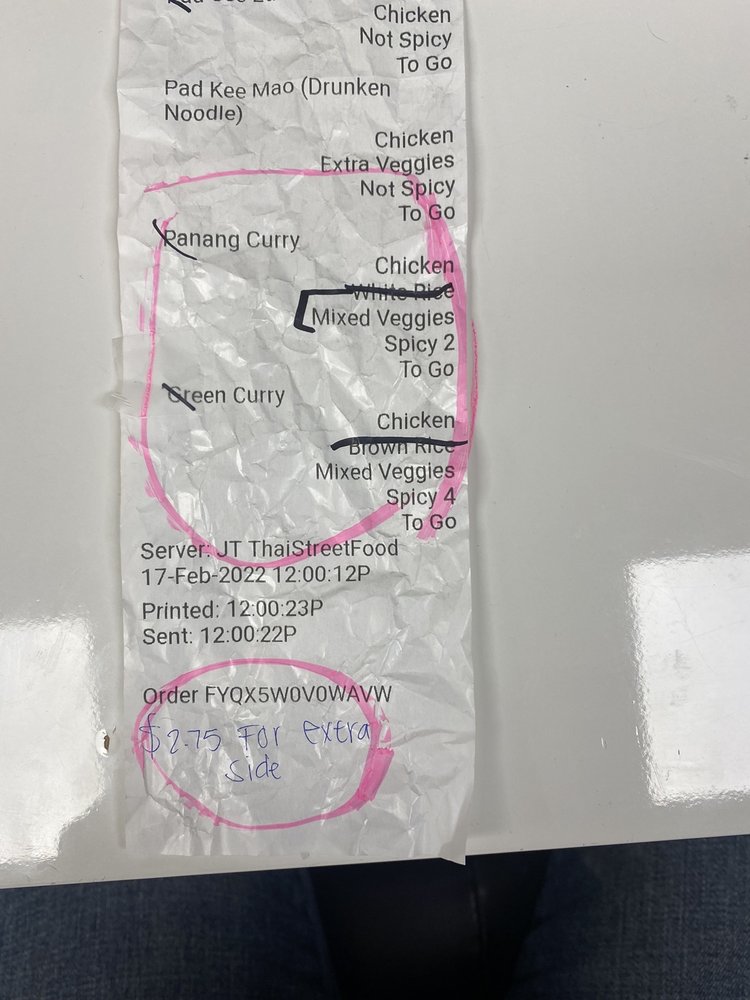 Chicken
Not Spicy
To Go
Pad Kee Mao (Drunken
Noodle)
Chicken
Extra Veggies
Not Spicy
To Go
Panang Curry
Chicken
White Rice
Mixed Veggies
Spicy 2
To Go
Green Curry
Chicken
Brown Rice
Mixed Veggies
Spicy 4
To Go
Server: JT ThaiStreetFood
17-Feb-2022 12:00:12P
Printed: 12:00:23P
Sent: 12:00:22P
Order FYQX5W0V0WAVW
$2.75 For extra
side